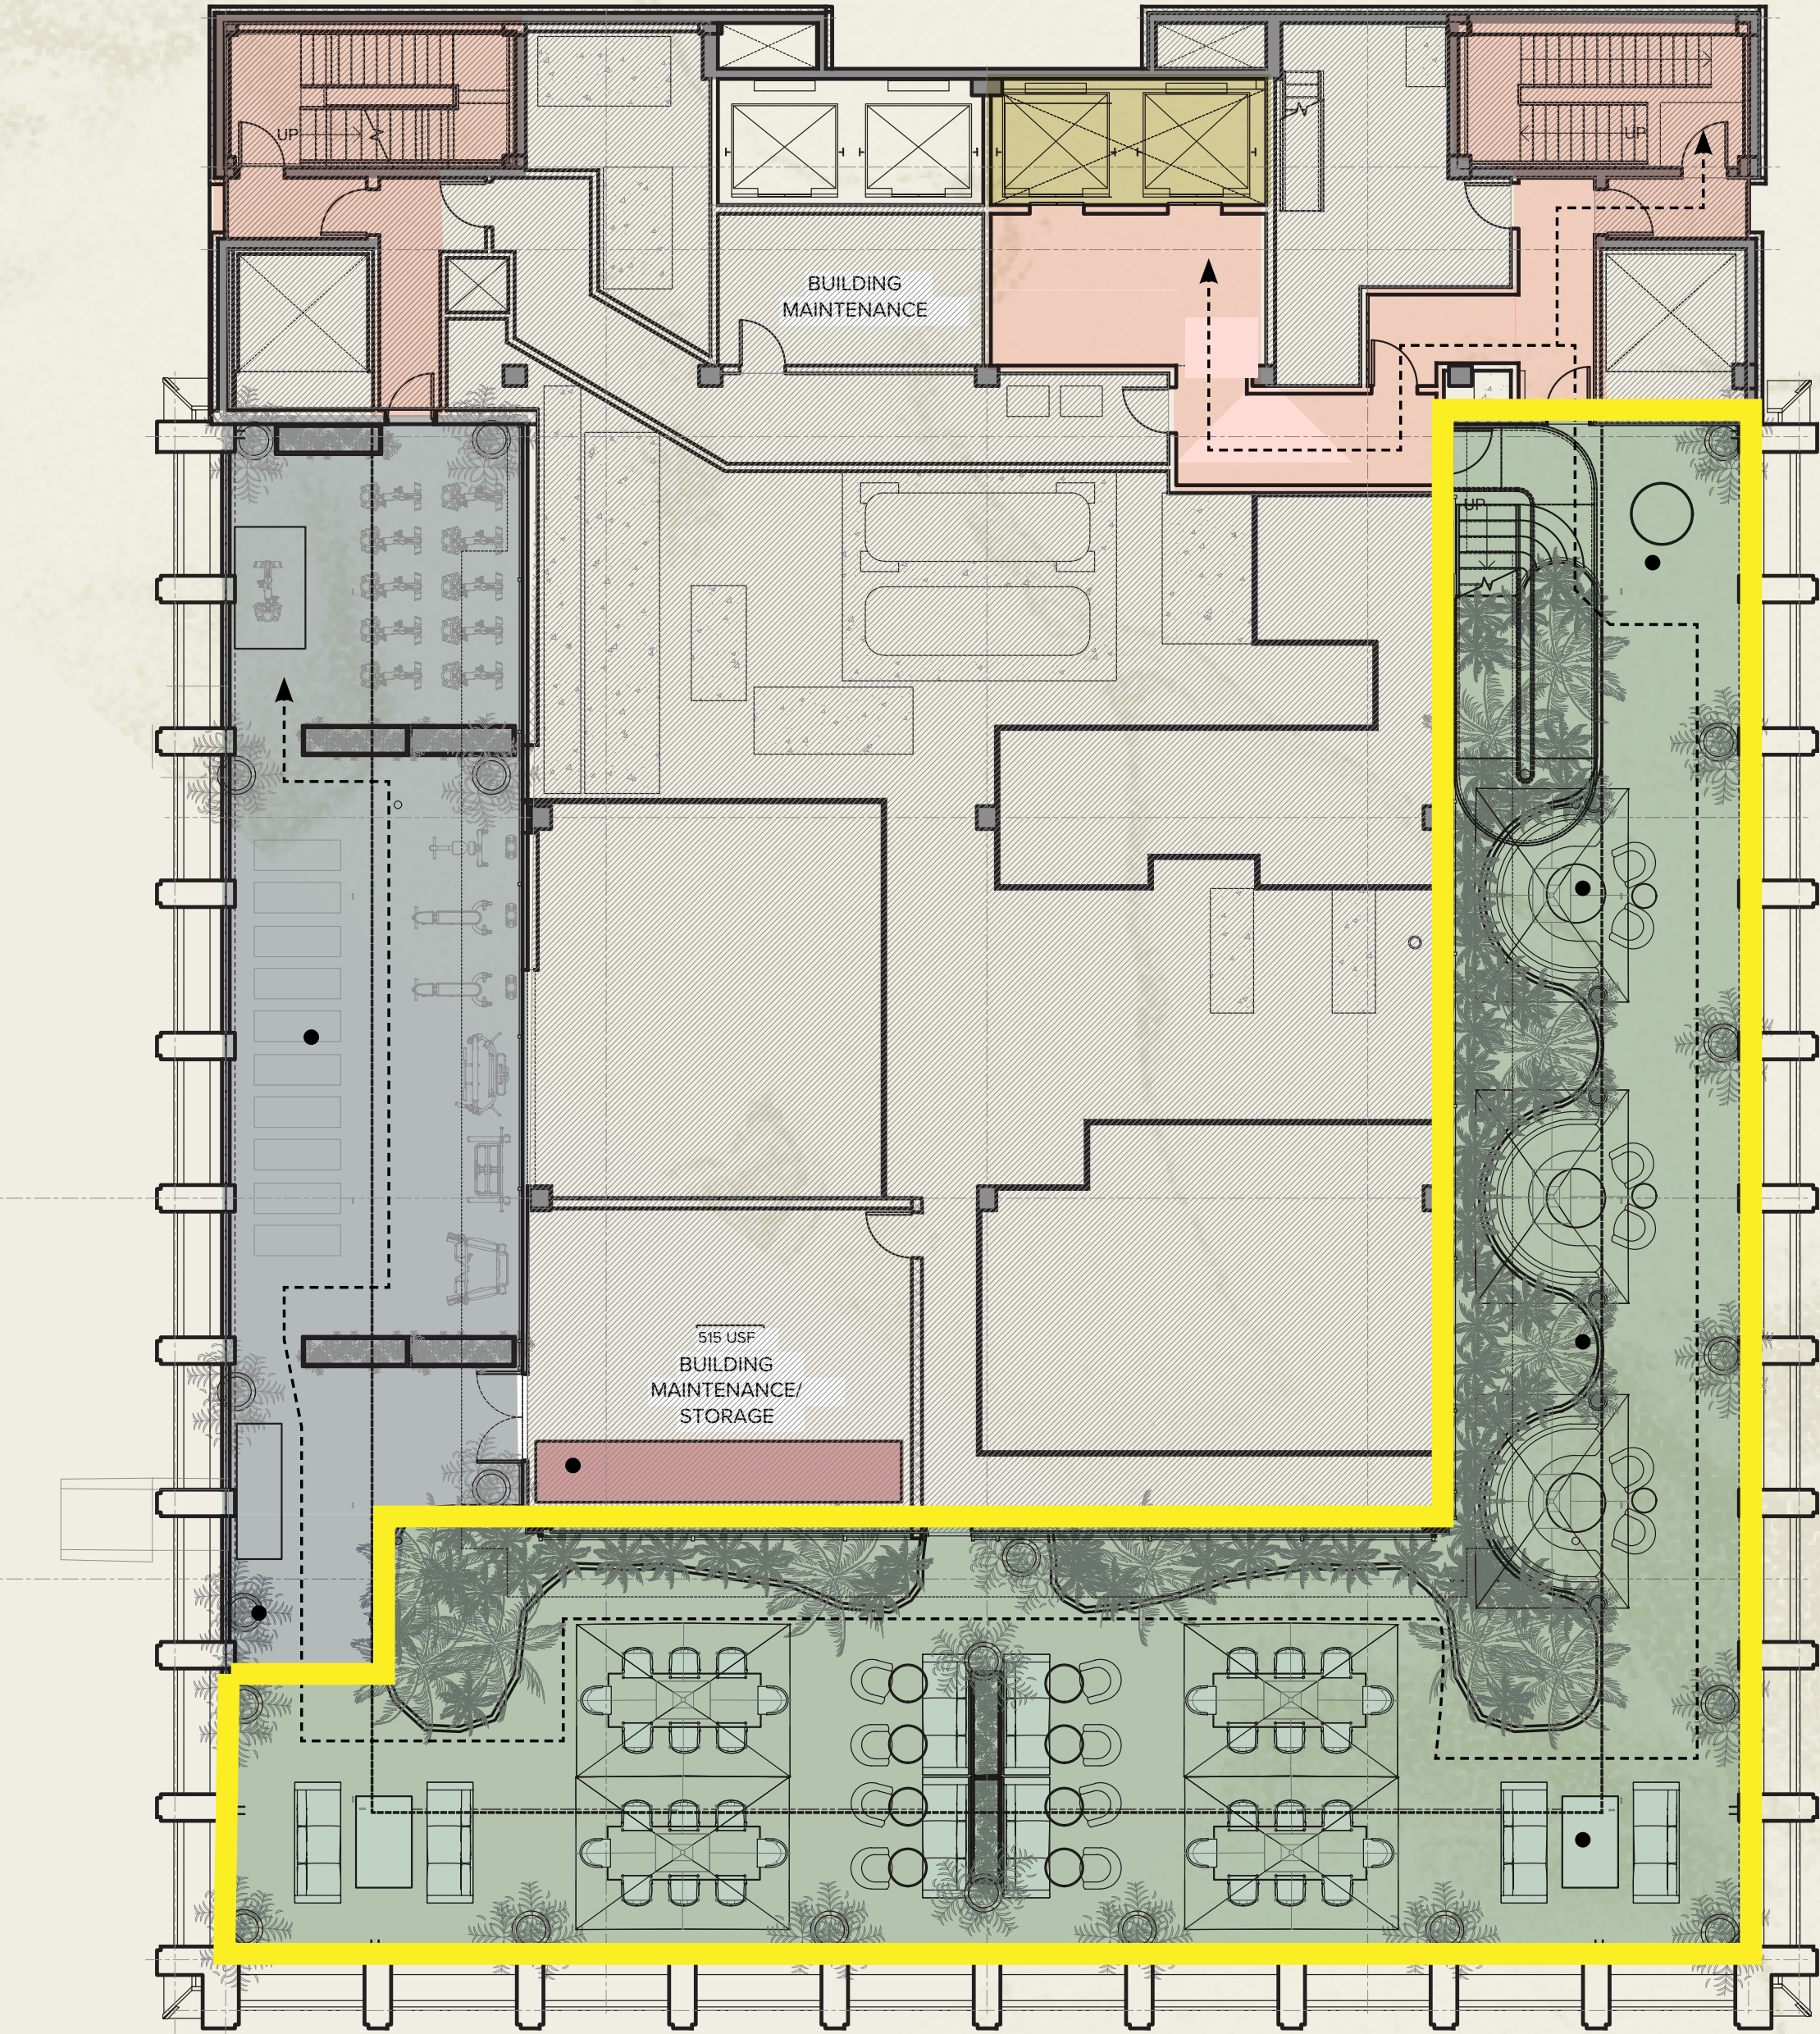 UP
UP
BUILDING
MAINTENANCE
UP
515 USF
BUILDING
MAINTENANCE/
STORAGE